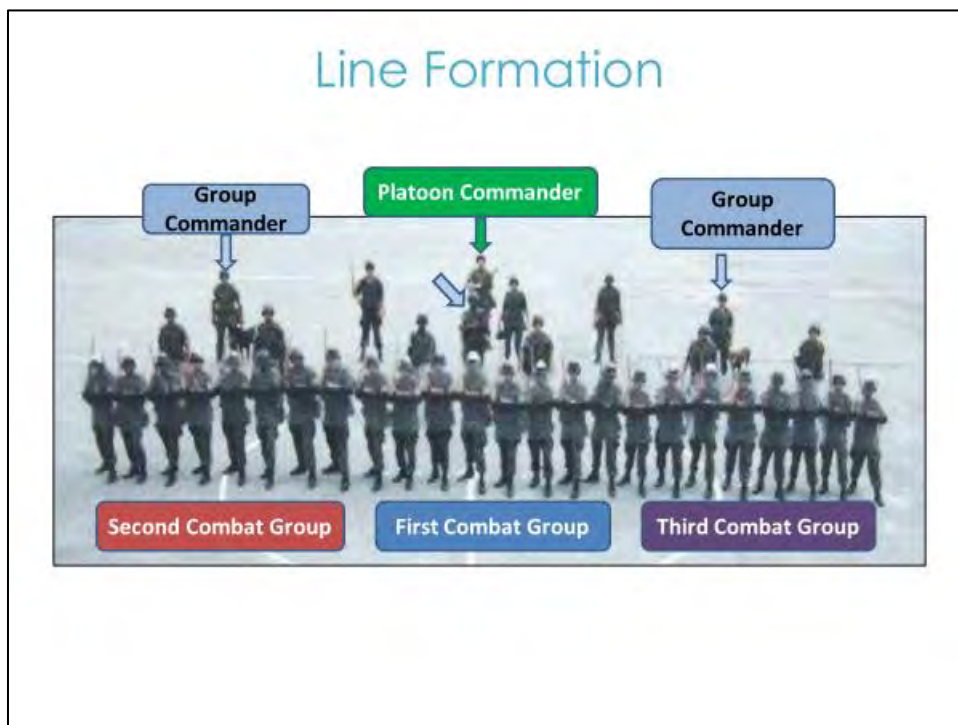 Line Formation
Group
Commander
Platoon Commander
Group
Commander
Second Combat Group
First Combat Group
Third Combat Group